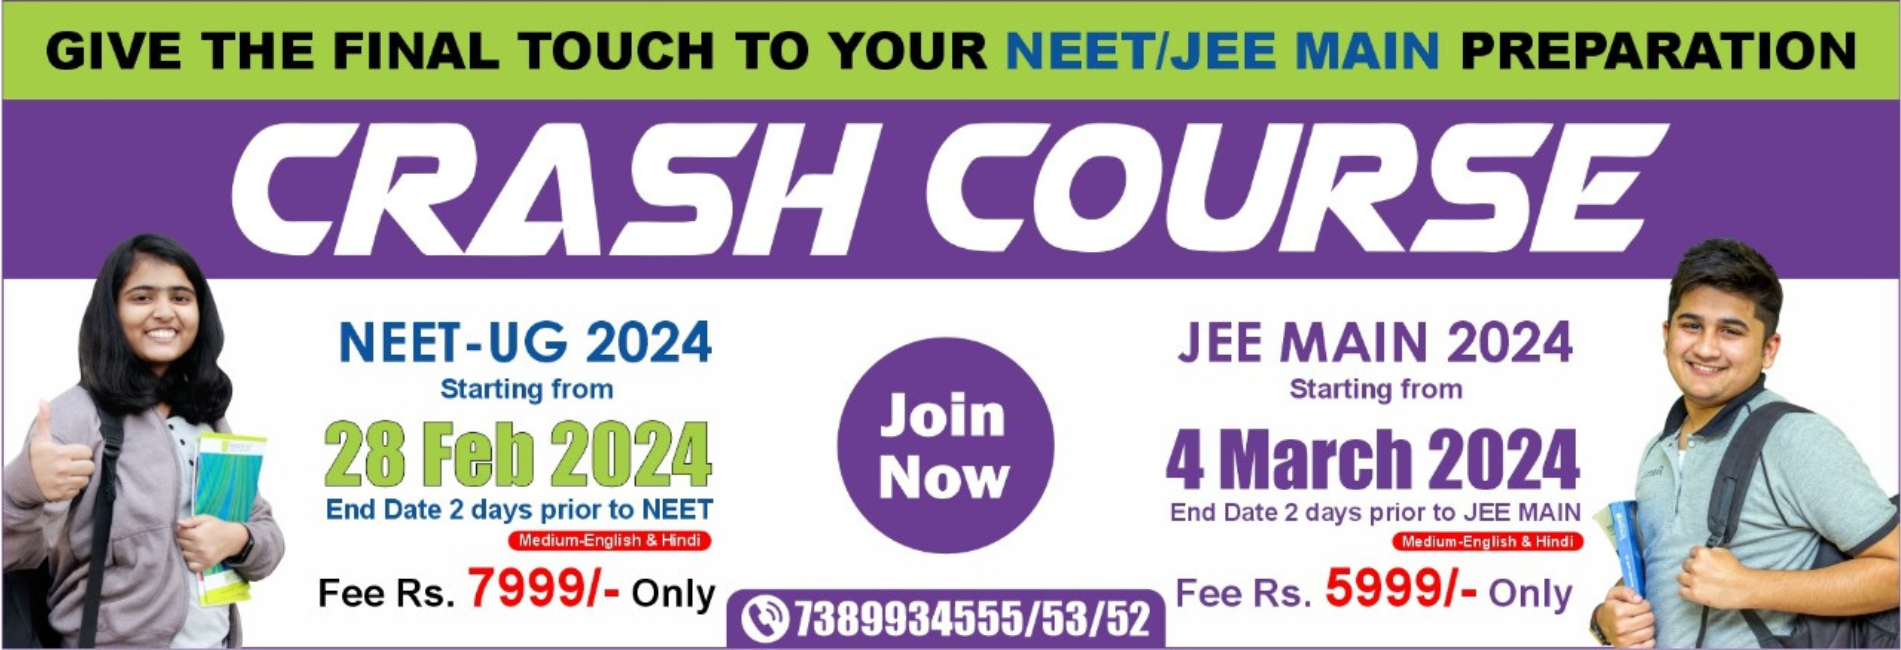 GIVE THE FINAL TOUCH TO YOUR NEET/JEE MAIN PREPARATION
CRASH COURSE
NEET-UG 2024
Starting from
28 Feb 2024
End Date 2 days prior to NEET
Medium-English & Hindi
Fee Rs. 7999/- Only
Join
Now
7389934555/53/52
JEE MAIN 2024
Starting from
4 March 2024
End Date 2 days prior to JEE MAIN
Medium-English & Hindi
Fee Rs. 5999/- Only